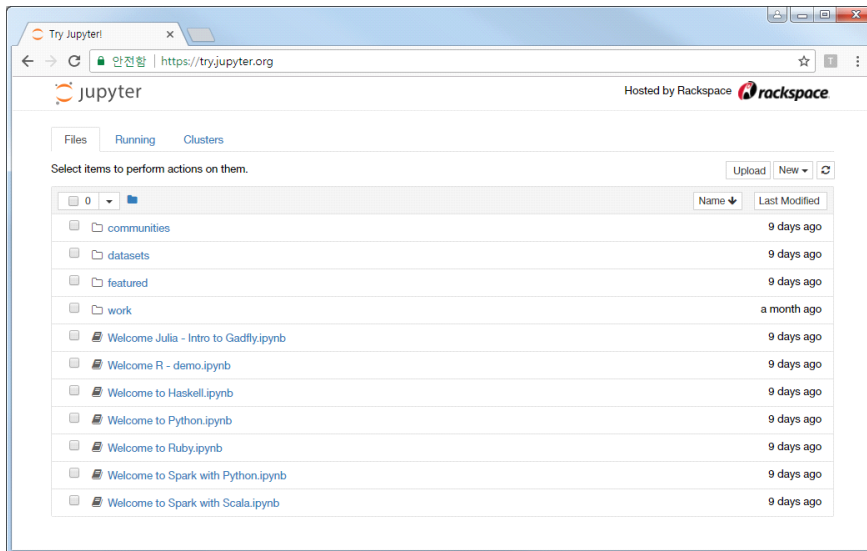 Try Jupyter!
안전함 | https://try.jupyter.org
T
jupyter
Hosted by Rackspace rackspace
Files Running Clusters
Select items to perform actions on them.
Upload New
0 Name Last Modified
communities 9 days ago
datasets 9 days ago
featured 9 days ago
work a month ago
Welcome Julia - Intro to Gadfly.ipynb 9 days ago
Welcome R - demo.ipynb 9 days ago
Welcome to Haskell.ipynb 9 days ago
Welcome to Python.ipynb 9 days ago
Welcome to Ruby.ipynb 9 days ago
Welcome to Spark with Python.ipynb 9 days ago
Welcome to Spark with Scala.ipynb 9 days ago